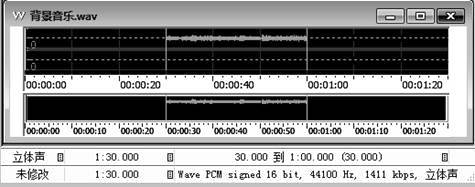 背景音乐.wav
0
0
00:00:00 00:00:20 00:00:40 00:01:00 00:01:20
00:00:00 00:00:10 00:00:20 00:00:30 00:00:40 00:00:50 00:01:00 00:01:10 00:01:20
立体声 1:30.000 30.000 到 1:00.000 (30.000)
未修改 1:30.000 Wave PCM signed 16 bit, 44100 Hz, 1411 kbps, 立体声